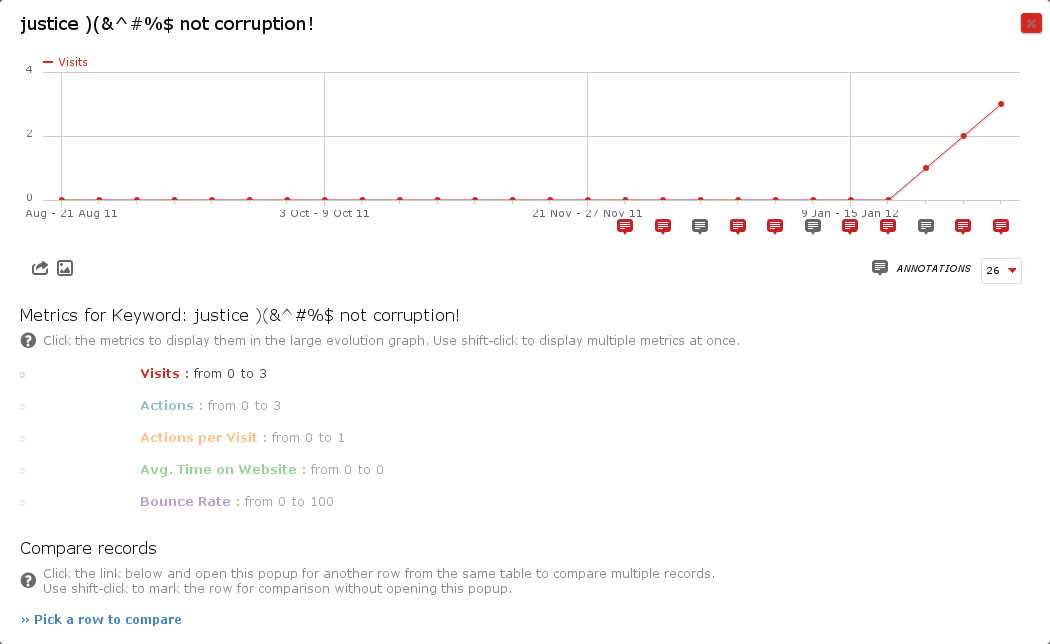 justice )(&^#%$ not corruption!
Visits
4
2
0
Aug - 21 Aug 11 3 Oct - 9 Oct 11 21 Nov - 27 Nov 11 9 Jan - 15 Jan 12
ANNOTATIONS 26
Metrics for Keyword: justice )(&^#%$ not corruption!
? Click the metrics to display them in the large evolution graph. Use shift-click to display multiple metrics at once.
Visits : from 0 to 3
Actions : from 0 to 3
Actions per Visit : from 0 to 1
Avg. Time on Website : from 0 to 0
Bounce Rate : from 0 to 100
Compare records
? Click the link below and open this popup for another row from the same table to compare multiple records.
Use shift-click to mark the row for comparison without opening this popup.
›› Pick a row to compare